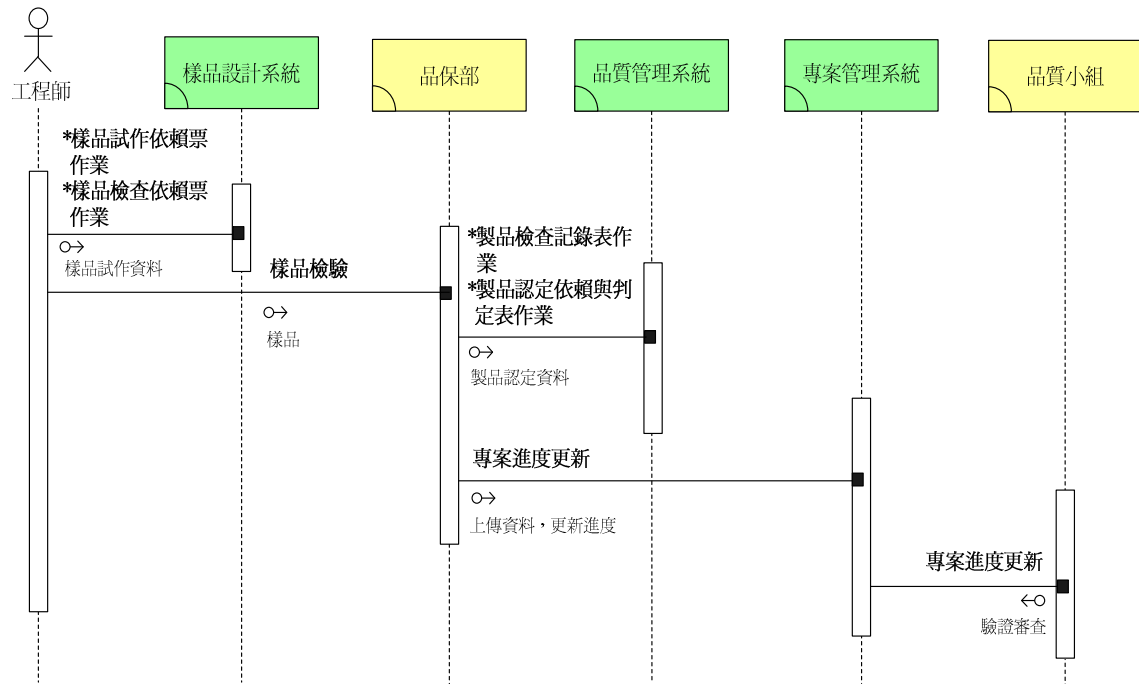 工程師
樣品設計系統
品保部
品質管理系統
專案管理系統
品質小組
*樣品試作依賴票
作業
*樣品檢查依賴票
作業
樣品試作資料
樣品檢驗
樣品
*製品檢查記錄表作
業
*製品認定依賴與判
定表作業
製品認定資料
專案進度更新
上傳資料，更新進度
專案進度更新
驗證審查